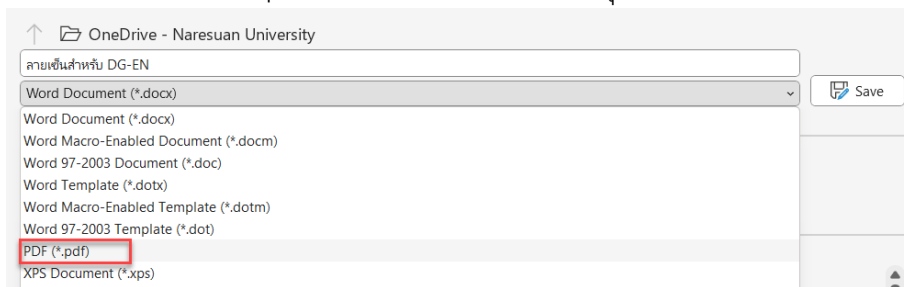 OneDrive - Naresuan University
ลายเซ็นสำหรับ DG-EN
Word Document (*.docx)
Save
Word Document (*.docx)
Word Macro-Enabled Document (*.docm)
Word 97-2003 Document (*.doc)
Word Template (*.dotx)
Word Macro-Enabled Template (*.dotm)
Word 97-2003 Template (*.dot)
PDF (*.pdf)
XPS Document (*.xps)